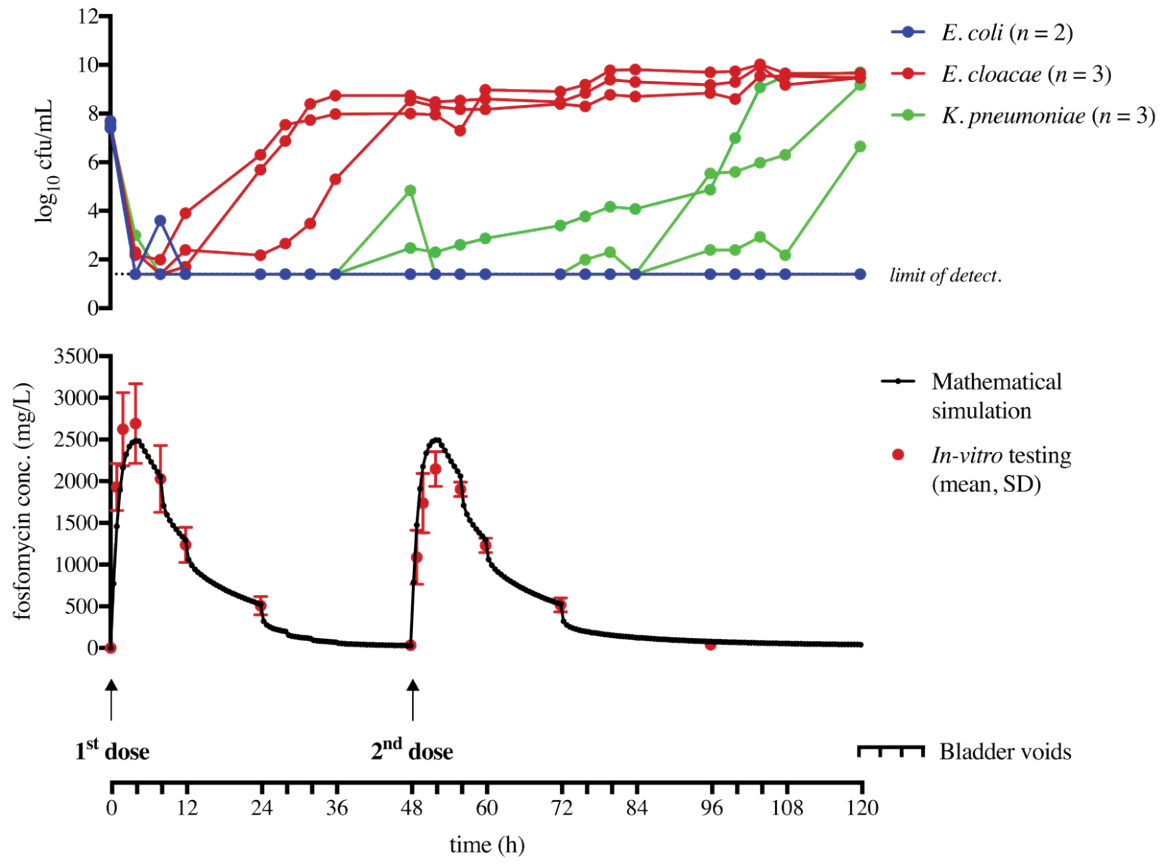 12
10
8
6
4
2
0
log10 cfu/mL
E. coli (n = 2)
E. cloacae (n = 3)
K. pneumoniae (n = 3)
limit of detect.
3500
3000
2500
2000
1500
1000
500
0
fosfomycin conc. (mg/L)
Mathematical
simulation
In-vitro testing
(mean, SD)
1st dose
2nd dose
Bladder voids
0 12 24 36 48 60 72 84 96 108 120
time (h)